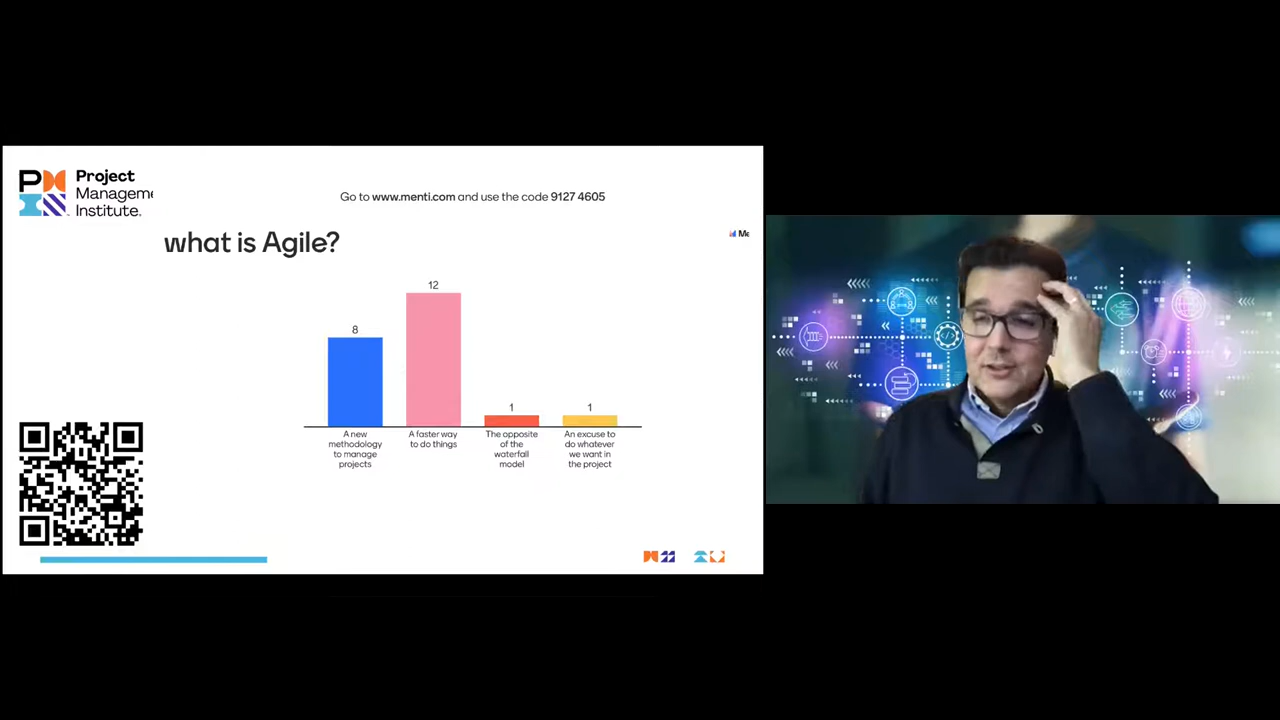 Project
Manageme
Institute.
Go to www.menti.com and use the code 9127 4605
what is Agile?
Me
8
12
1
1
A new
methodology
to manage
projects
A faster way
to do things
The opposite
of the
waterfall
model
An excuse to
do whatever
we want in
the project